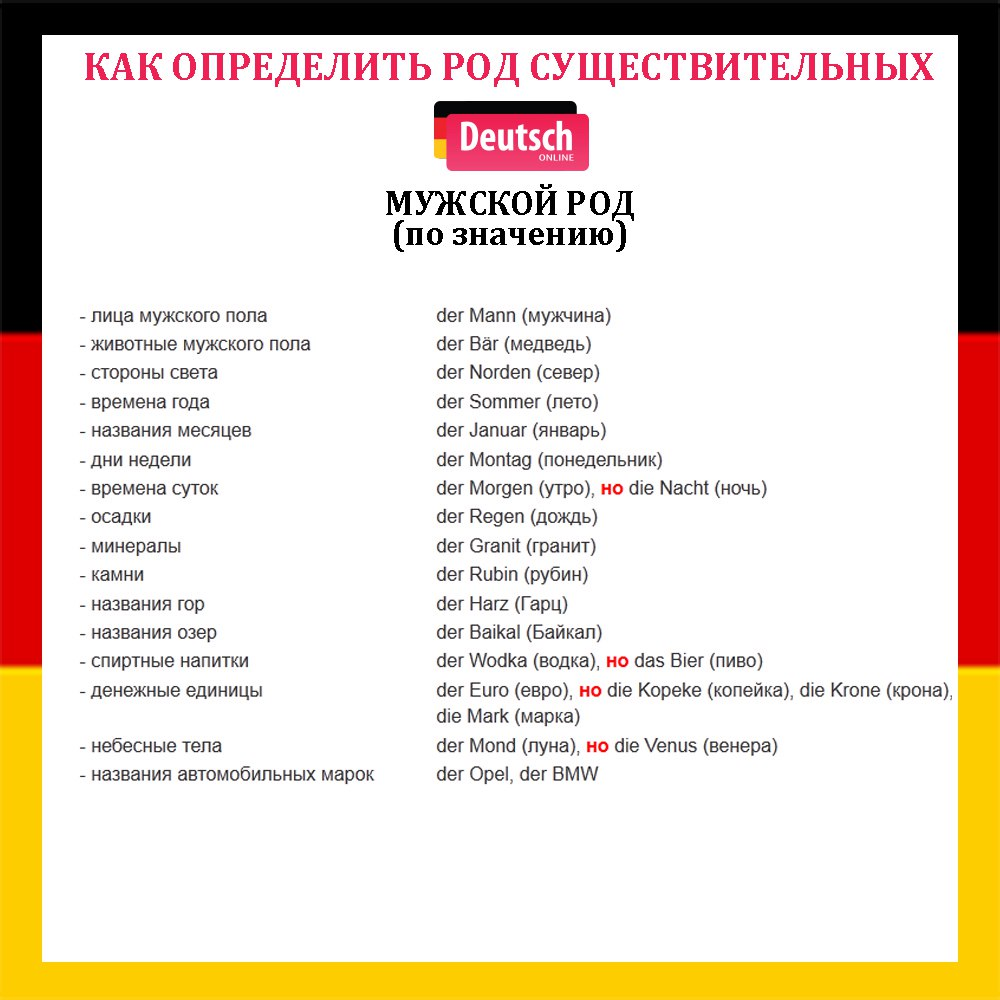 КАК ОПРЕДЕЛИТЬ РОД СУЩЕСТВИТЕЛЬНЫХ
Deutsch
ONLINE
МУЖСКОЙ РОД
(по значению)
- лица мужского пола der Mann (мужчина)
- животные мужского пола der Bär (медведь)
- стороны света der Norden (север)
- времена года der Sommer (лето)
- названия месяцев der Januar (январь)
- дни недели der Montag (понедельник)
- времена суток der Morgen (утро), но die Nacht (ночь)
- осадки der Regen (дождь)
- минералы der Granit (гранит)
- камни der Rubin (рубин)
- названия гор der Harz (Гарц)
- названия озер der Baikal (Байкал)
- спиртные напитки der Wodka (водка), но das Bier (пиво)
- денежные единицы der Euro (евро), но die Kopeke (копейка), die Krone (крона),
die Mark (марка)
- небесные тела der Mond (луна), но die Venus (венера)
- названия автомобильных марок der Opel, der BMW